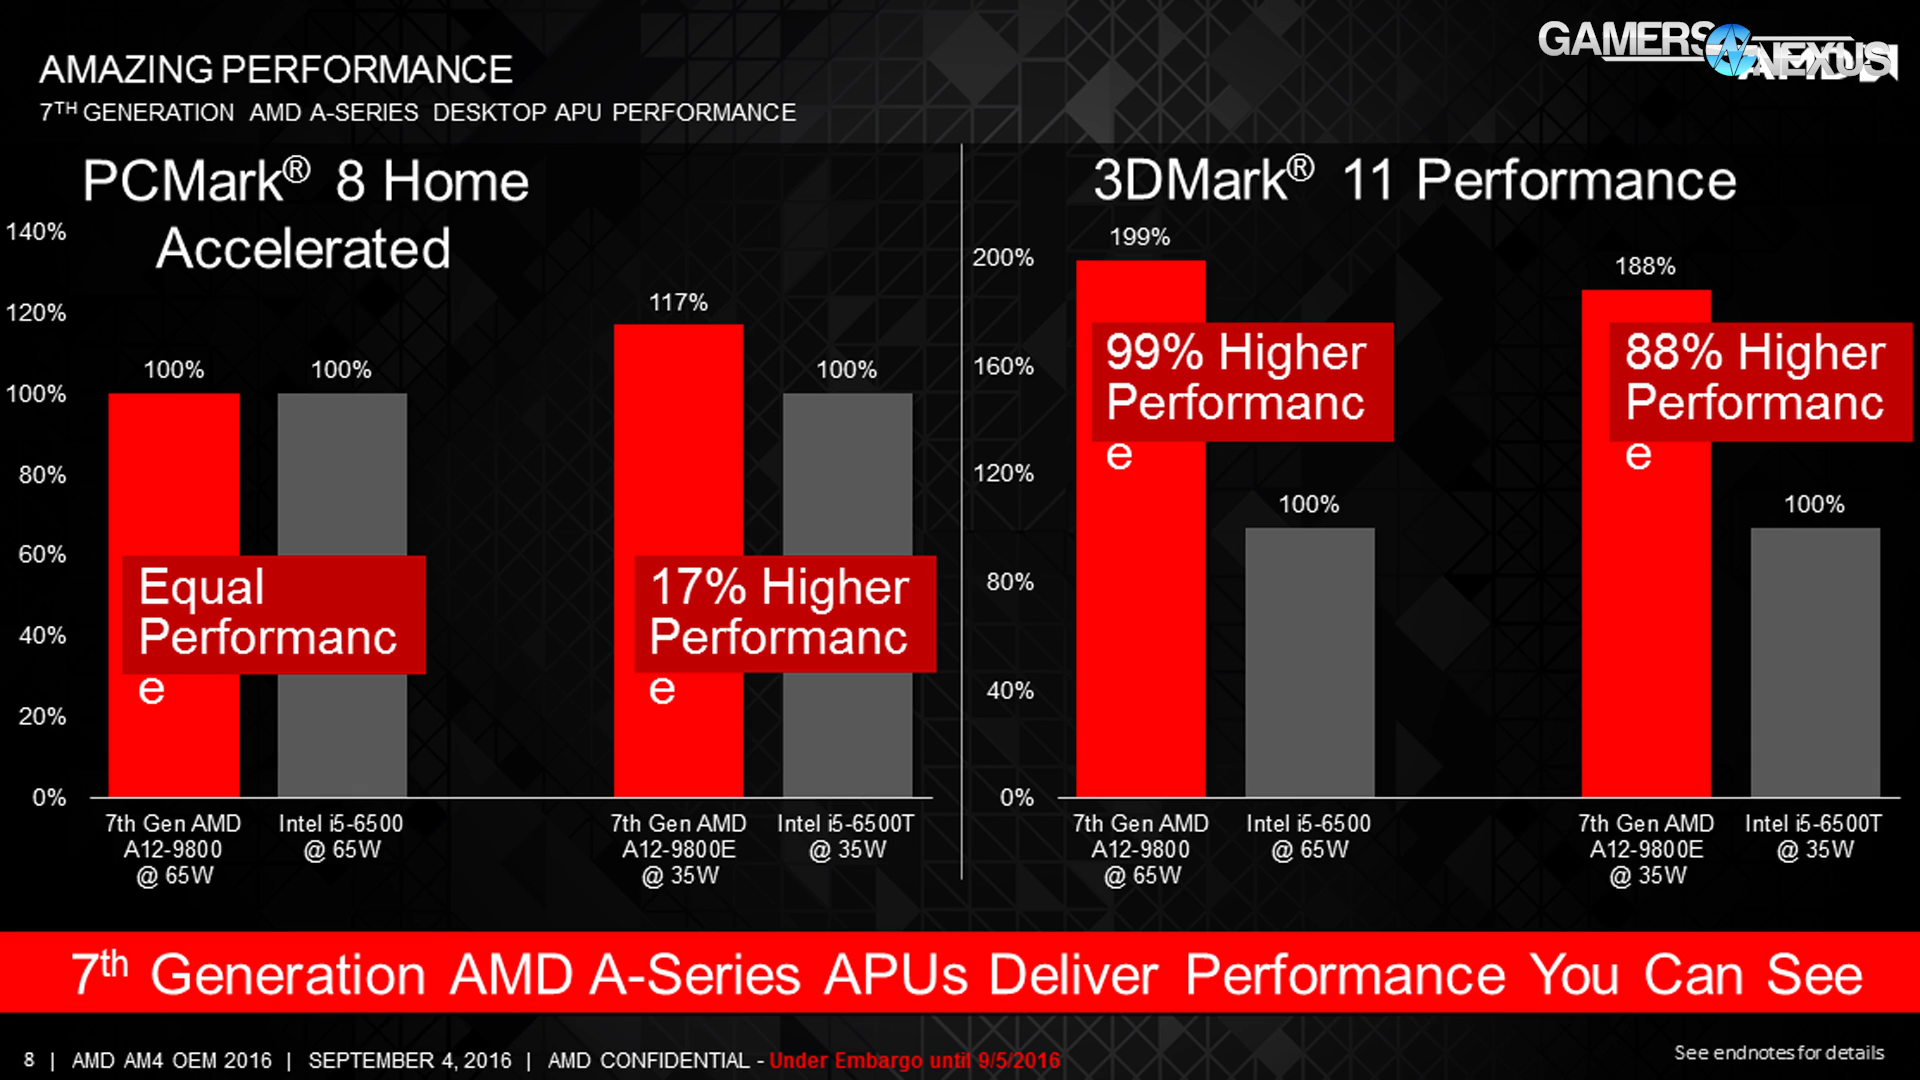 GAMERS NEXUS
AMD
AMAZING PERFORMANCE
7TH GENERATION AMD A-SERIES DESKTOP APU PERFORMANCE
PCMark® 8 Home
Accelerated
140%
120%
100%
80%
60%
40%
20%
0%
100%
100%
117%
100%
Equal
Performanc
e
17% Higher
Performanc
e
7th Gen AMD
A12-9800
@ 65W
Intel i5-6500
@ 65W
7th Gen AMD
A12-9800E
@ 35W
Intel i5-6500T
@ 35W
3DMark® 11 Performance
200%
160%
120%
80%
40%
0%
199%
100%
188%
100%
99% Higher
Performanc
e
88% Higher
Performanc
e
7th Gen AMD
A12-9800
@ 65W
Intel i5-6500
@ 65W
7th Gen AMD
A12-9800E
@ 35W
Intel i5-6500T
@ 35W
7th Generation AMD A-Series APUs Deliver Performance You Can See
8 | AMD AM4 OEM 2016 | SEPTEMBER 4, 2016 | AMD CONFIDENTIAL - Under Embargo until 9/5/2016
See endnotes for details